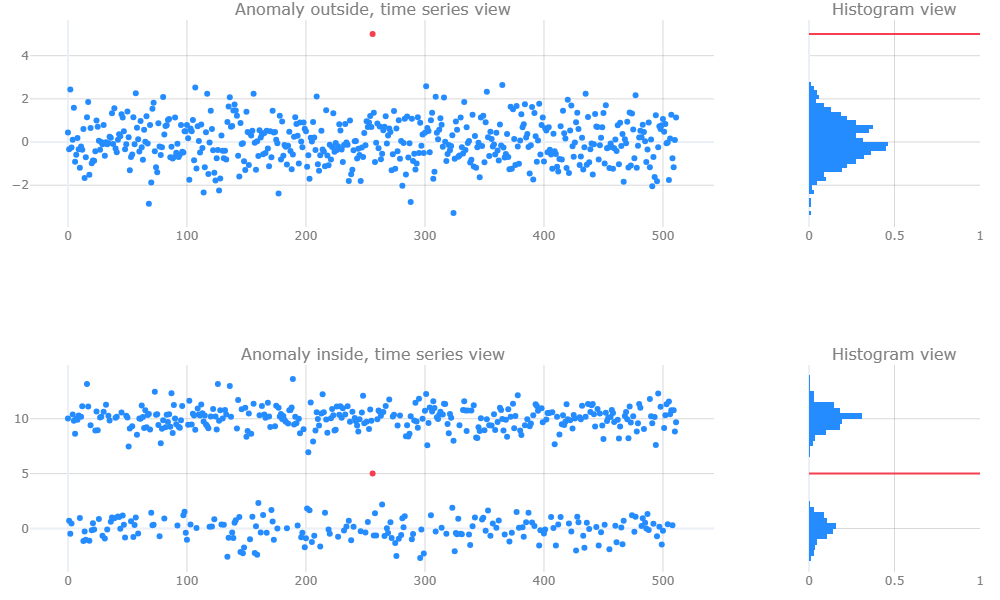 Anomaly outside, time series view
Histogram view
4
2
0
−2
0 100 200 300 400 500
0 0.5 1
Anomaly inside, time series view
Histogram view
10
5
0
0 100 200 300 400 500
0 0.5 1